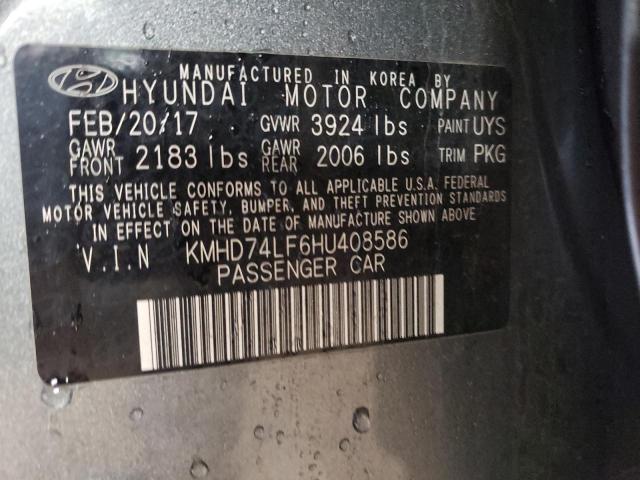 MANUFACTURED IN KOREA BY
HYUNDAI MOTOR COMPANY
FEB/20/17 GVWR 3924 lbs PAINT UYS
GAWR FRONT 2183 lbs GAWR REAR 2006 lbs TRIM PKG
THIS VEHICLE CONFORMS TO ALL APPLICABLE U.S.A. FEDERAL
MOTOR VEHICLE SAFETY, BUMPER, AND THEFT PREVENTION STANDARDS
IN EFFECT ON THE DATE OF MANUFACTURE SHOWN ABOVE
V.I.N KMHD74LF6HU408586
PASSENGER CAR